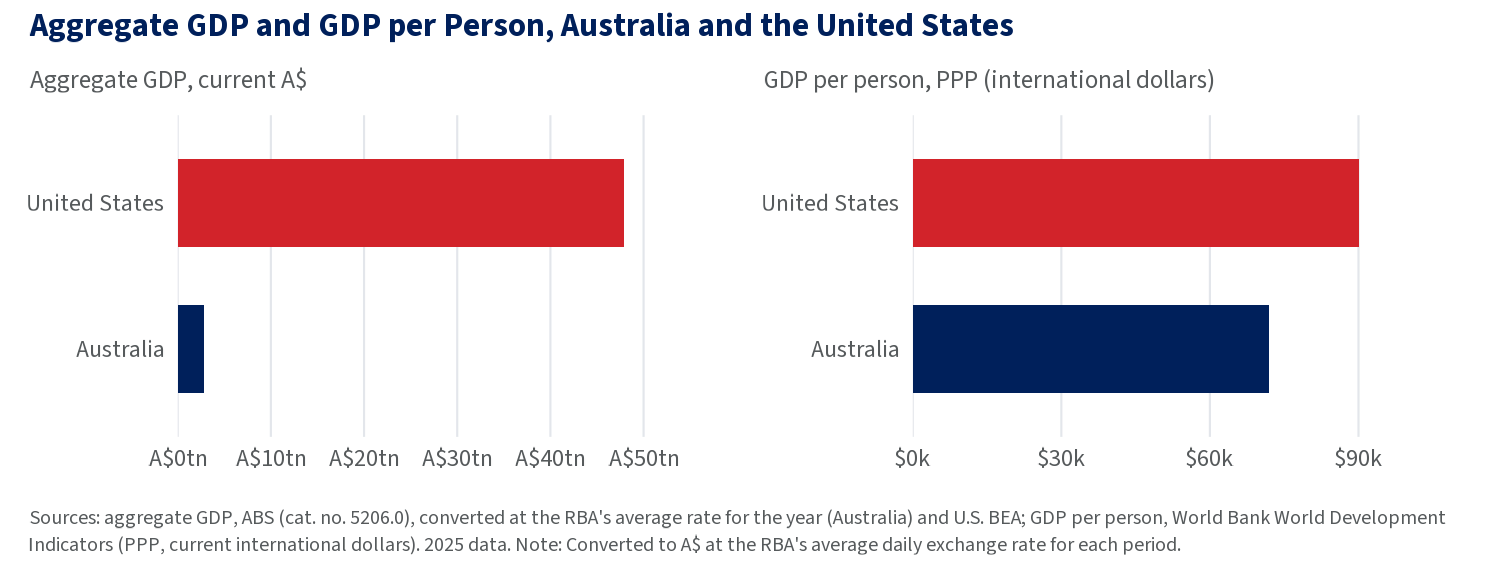 Aggregate GDP and GDP per Person, Australia and the United States
Aggregate GDP, current A$
United States
Australia
A$0tn A$10tn A$20tn A$30tn A$40tn A$50tn
GDP per person, PPP (international dollars)
United States
Australia
$0k $30k $60k $90k
Sources: aggregate GDP, ABS (cat. no. 5206.0), converted at the RBA's average rate for the year (Australia) and U.S. BEA; GDP per person, World Bank World Development
Indicators (PPP, current international dollars). 2025 data. Note: Converted to A$ at the RBA's average daily exchange rate for each period.